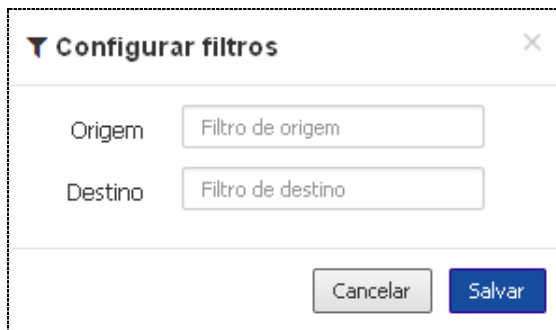 Configurar filtros
Origem Filtro de origem
Destino Filtro de destino
Cancelar Salvar